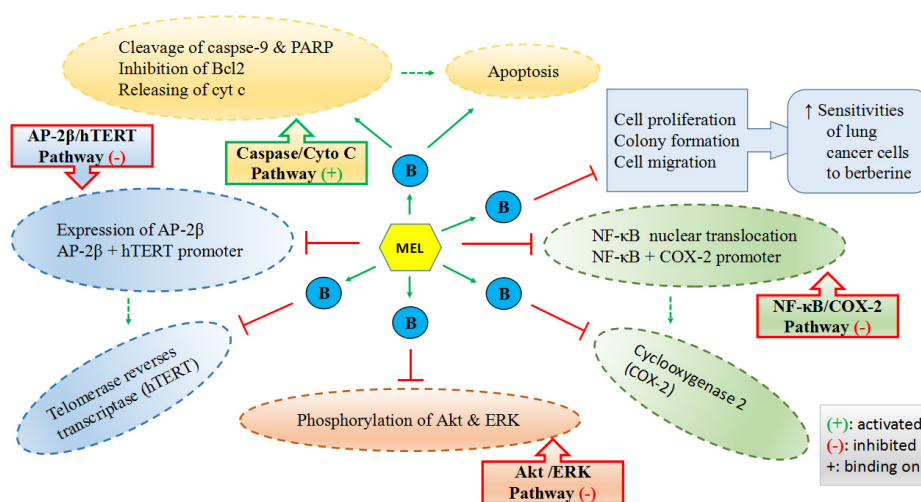 Cleavage of caspse-9 & PARP
Inhibition of Bcl2
Releasing of cyt c
Apoptosis
Cell proliferation
Colony formation
Cell migration
↑ Sensitivities
of lung
cancer cells
to berberine
AP-2β/hTERT
Pathway (-)
Caspase/Cyto C
Pathway (+)
B
B
Expression of AP-2β
AP-2β + hTERT promoter
MEL
NF-κB nuclear translocation
NF-κB + COX-2 promoter
B
B
B
NF-κB/COX-2
Pathway (-)
Telomerase reverses
transcriptase (hTERT)
Cyclooxygenase 2
(COX-2)
Phosphorylation of Akt & ERK
Akt /ERK
Pathway (-)
(+): activated
(-): inhibited
+: binding on